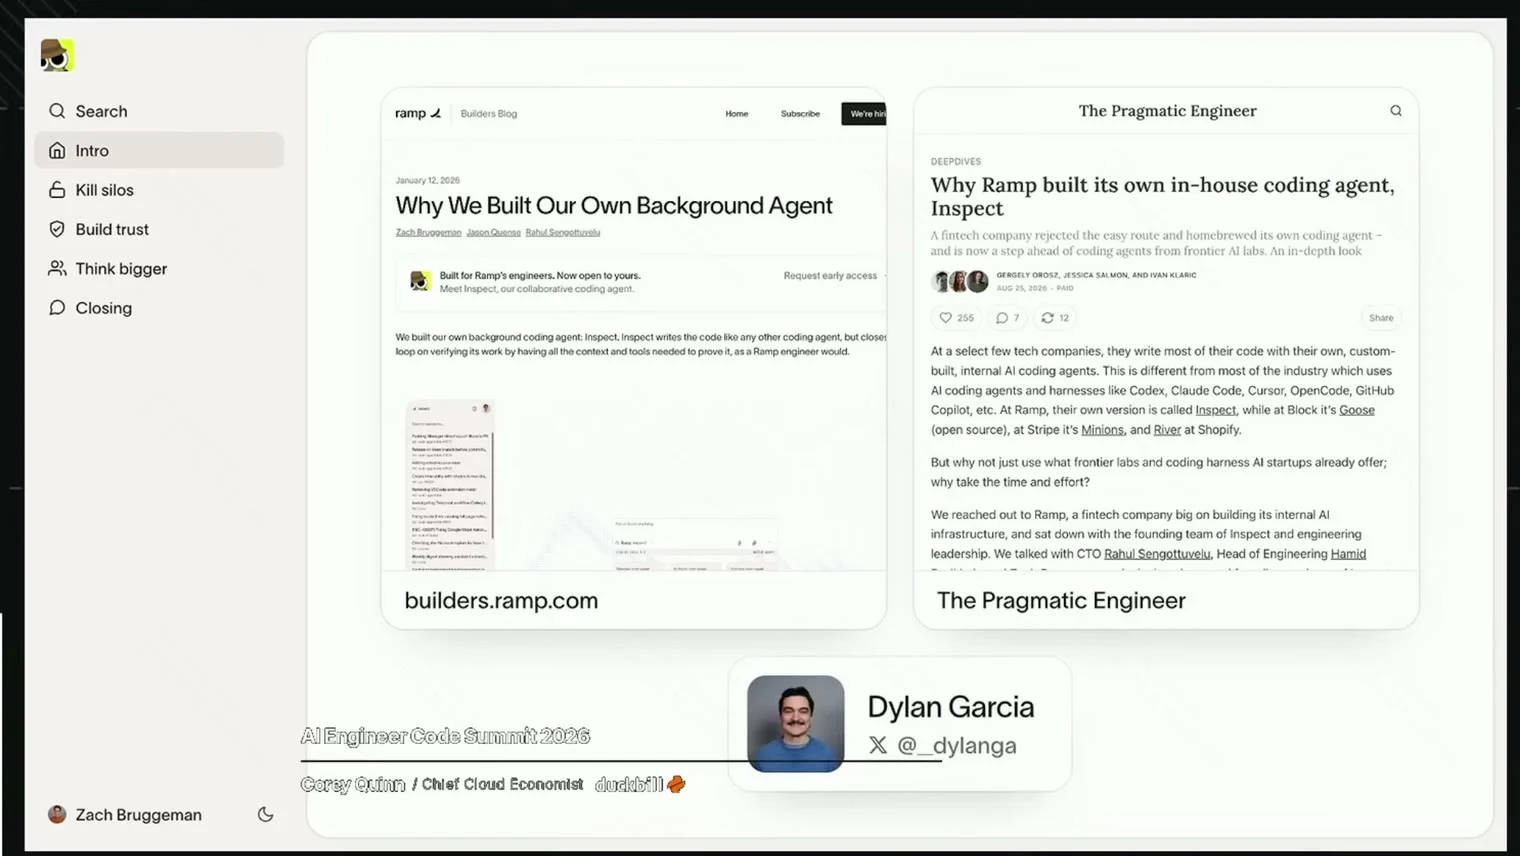 Search
Intro
Kill silos
Build trust
Think bigger
Closing
Zach Bruggeman
ramp
Builders Blog
Home
Subscribe
We're hiri
January 12, 2026
Why We Built Our Own Background Agent
Zach Bruggeman Jason Quense Rahul Sengottuvelu
Built for Ramp's engineers. Now open to yours.
Meet Inspect, our collaborative coding agent.
Request early access
We built our own background coding agent: Inspect. Inspect writes the code like any other coding agent, but closes
loop on verifying its work by having all the context and tools needed to prove it, as a Ramp engineer would.
builders.ramp.com
The Pragmatic Engineer
DEEPDIVES
Why Ramp built its own in-house coding agent,
Inspect
A fintech company rejected the easy route and homebrewed its own coding agent –
and is now a step ahead of coding agents from frontier AI labs. An in-depth look
GERGELY OROSZ, JESSICA SALMON, AND IVAN KLARIC
AUG 25, 2026 · PAID
255
7
12
Share
At a select few tech companies, they write most of their code with their own, custom-
built, internal AI coding agents. This is different from most of the industry which uses
AI coding agents and harnesses like Codex, Claude Code, Cursor, OpenCode, GitHub
Copilot, etc. At Ramp, their own version is called Inspect, while at Block it's Goose
(open source), at Stripe it's Minions, and River at Shopify.
But why not just use what frontier labs and coding harness AI startups already offer;
why take the time and effort?
We reached out to Ramp, a fintech company big on building its internal AI
infrastructure, and sat down with the founding team of Inspect and engineering
leadership. We talked with CTO Rahul Sengottuvelu, Head of Engineering Hamid
The Pragmatic Engineer
Dylan Garcia
X @__dylanga
AI Engineer Code Summit 2026
Corey Quinn / Chief Cloud Economist duckbill